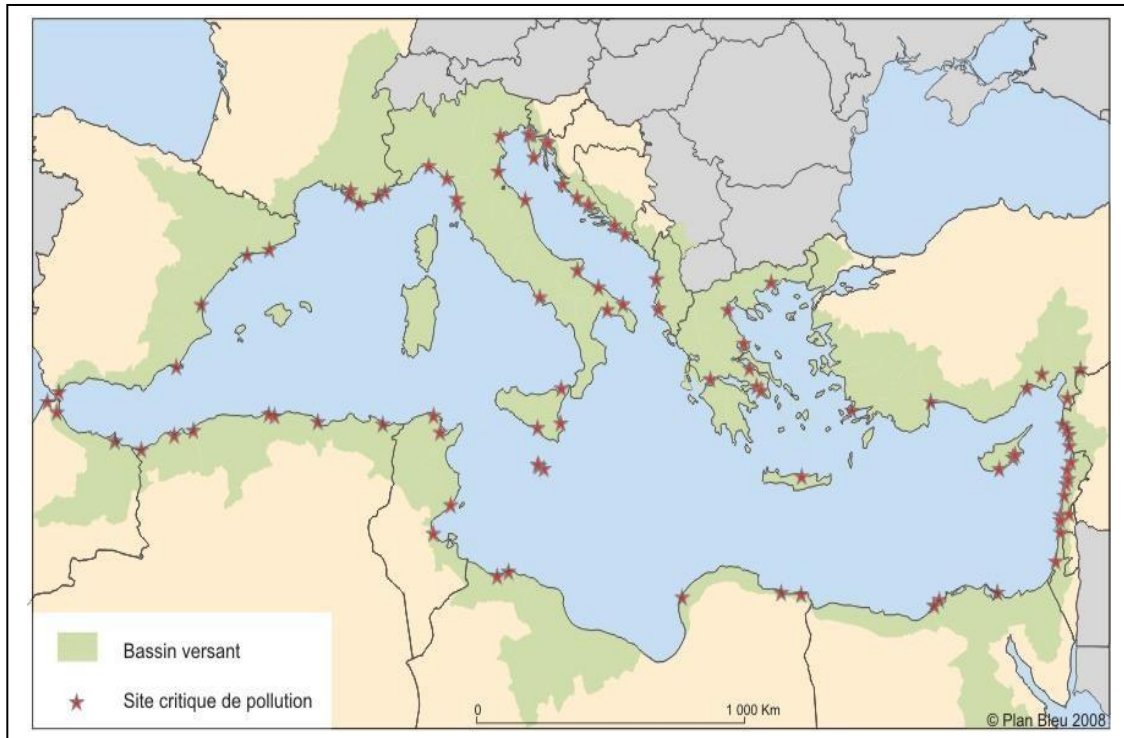 Bassin versant
Site critique de pollution
0
1 000 Km
© Plan Bleu 2008